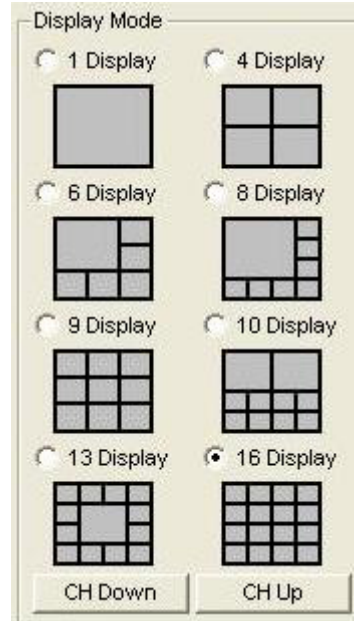 Display Mode
1 Display 4 Display
6 Display 8 Display
9 Display 10 Display
13 Display 16 Display
CH Down CH Up